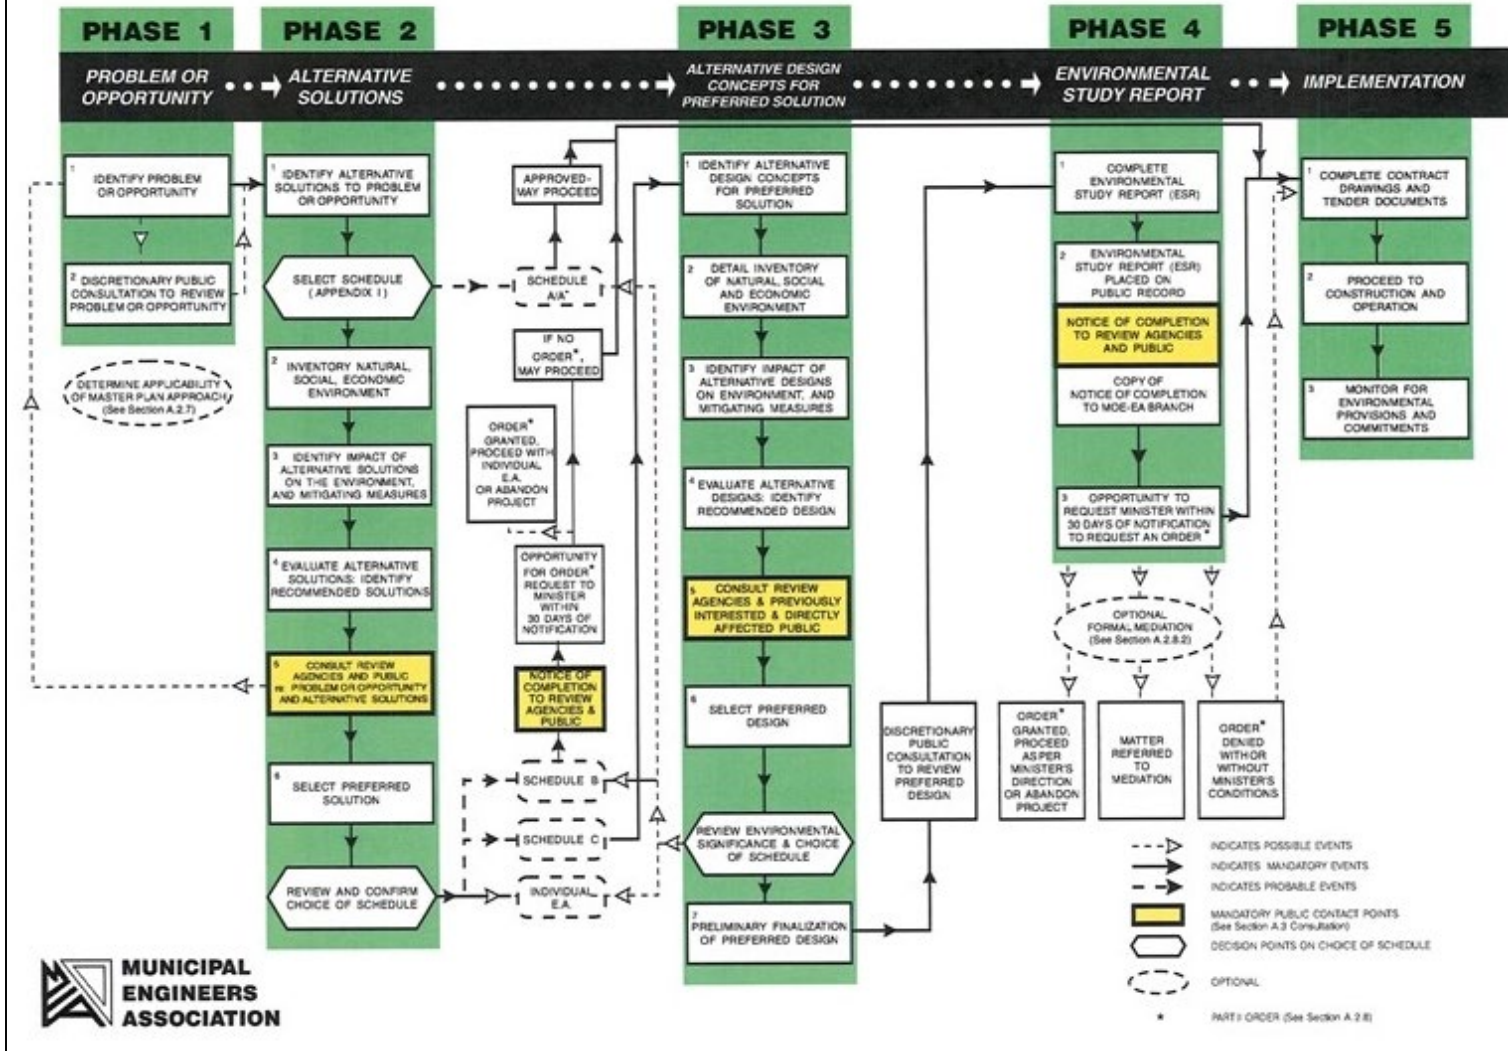 PHASE 1
PROBLEM OR
OPPORTUNITY
1
IDENTIFY PROBLEM
OR OPPORTUNITY
2
DISCRETIONARY PUBLIC
CONSULTATION TO REVIEW
PROBLEM OR OPPORTUNITY
DETERMINE APPLICABILITY
OF MASTER PLAN APPROACH
(See Section A.2.7)
PHASE 2
ALTERNATIVE
SOLUTIONS
1
IDENTIFY ALTERNATIVE
SOLUTIONS TO PROBLEM
OR OPPORTUNITY
SELECT SCHEDULE
(APPENDIX I)
2
INVENTORY NATURAL,
SOCIAL, ECONOMIC
ENVIRONMENT
3
IDENTIFY IMPACT OF
ALTERNATIVE SOLUTIONS
ON THE ENVIRONMENT,
AND MITIGATING MEASURES
4
EVALUATE ALTERNATIVE
SOLUTIONS: IDENTIFY
RECOMMENDED SOLUTIONS
5
CONSULT REVIEW
AGENCIES AND PUBLIC
re: PROBLEM OR OPPORTUNITY
AND ALTERNATIVE SOLUTIONS
6
SELECT PREFERRED
SOLUTION
REVIEW AND CONFIRM
CHOICE OF SCHEDULE
APPROVED-
MAY PROCEED
SCHEDULE
A/A+
IF NO
ORDER*,
MAY PROCEED
ORDER*
GRANTED,
PROCEED WITH
INDIVIDUAL
E.A.
OR ABANDON
PROJECT
OPPORTUNITY
FOR ORDER*
REQUEST TO
MINISTER
WITHIN
30 DAYS OF
NOTIFICATION
NOTICE OF
COMPLETION
TO REVIEW
AGENCIES &
PUBLIC
SCHEDULE B
SCHEDULE C
INDIVIDUAL
E.A.
PHASE 3
ALTERNATIVE DESIGN
CONCEPTS FOR
PREFERRED SOLUTION
1
IDENTIFY ALTERNATIVE
DESIGN CONCEPTS
FOR PREFERRED
SOLUTION
2
DETAIL INVENTORY
OF NATURAL, SOCIAL
AND ECONOMIC
ENVIRONMENT
3
IDENTIFY IMPACT OF
ALTERNATIVE DESIGNS
ON ENVIRONMENT, AND
MITIGATING MEASURES
4
EVALUATE ALTERNATIVE
DESIGNS: IDENTIFY
RECOMMENDED DESIGN
5
CONSULT REVIEW
AGENCIES & PREVIOUSLY
INTERESTED & DIRECTLY
AFFECTED PUBLIC
6
SELECT PREFERRED
DESIGN
REVIEW ENVIRONMENTAL
SIGNIFICANCE & CHOICE
OF SCHEDULE
7
PRELIMINARY FINALIZATION
OF PREFERRED DESIGN
DISCRETIONARY
PUBLIC
CONSULTATION
TO REVIEW
PREFERRED
DESIGN
PHASE 4
ENVIRONMENTAL
STUDY REPORT
1
COMPLETE
ENVIRONMENTAL
STUDY REPORT (ESR)
2
ENVIRONMENTAL
STUDY REPORT (ESR)
PLACED ON
PUBLIC RECORD
NOTICE OF COMPLETION
TO REVIEW AGENCIES
AND PUBLIC
COPY OF
NOTICE OF COMPLETION
TO MOE-EA BRANCH
3
OPPORTUNITY TO
REQUEST MINISTER WITHIN
30 DAYS OF NOTIFICATION
TO REQUEST AN ORDER*
OPTIONAL
FORMAL MEDIATION
(See Section A.2.8.2)
ORDER*
GRANTED,
PROCEED
AS PER
MINISTER'S
DIRECTION
OR ABANDON
PROJECT
MATTER
REFERRED
TO
MEDIATION
ORDER*
DENIED
WITH OR
WITHOUT
MINISTER'S
CONDITIONS
PHASE 5
IMPLEMENTATION
1
COMPLETE CONTRACT
DRAWINGS AND
TENDER DOCUMENTS
2
PROCEED TO
CONSTRUCTION AND
OPERATION
3
MONITOR FOR
ENVIRONMENTAL
PROVISIONS AND
COMMITMENTS
INDICATES POSSIBLE EVENTS
INDICATES MANDATORY EVENTS
INDICATES PROBABLE EVENTS
MANDATORY PUBLIC CONTACT POINTS
(See Section A.3 Consultation)
DECISION POINTS ON CHOICE OF SCHEDULE
OPTIONAL
* PART II ORDER (See Section A.2.8)
MUNICIPAL
ENGINEERS
ASSOCIATION